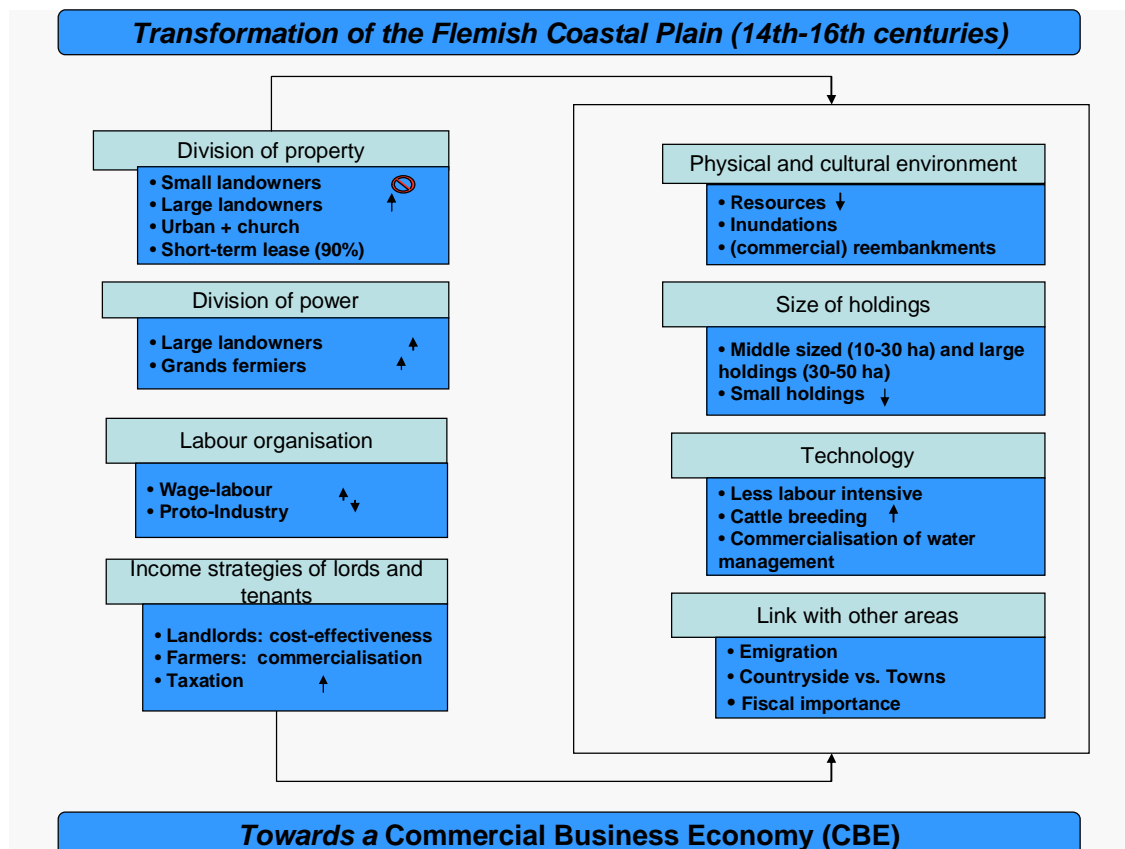 Transformation of the Flemish Coastal Plain (14th-16th centuries)
Division of property
• Small landowners
• Large landowners
• Urban + church
• Short-term lease (90%)
Division of power
• Large landowners
• Grands fermiers
Labour organisation
• Wage-labour
• Proto-Industry
Income strategies of lords and
tenants
• Landlords: cost-effectiveness
• Farmers: commercialisation
• Taxation
Physical and cultural environment
• Resources
• Inundations
• (commercial) reembankments
Size of holdings
• Middle sized (10-30 ha) and large
holdings (30-50 ha)
• Small holdings
Technology
• Less labour intensive
• Cattle breeding
• Commercialisation of water
management
Link with other areas
• Emigration
• Countryside vs. Towns
• Fiscal importance
Towards a Commercial Business Economy (CBE)